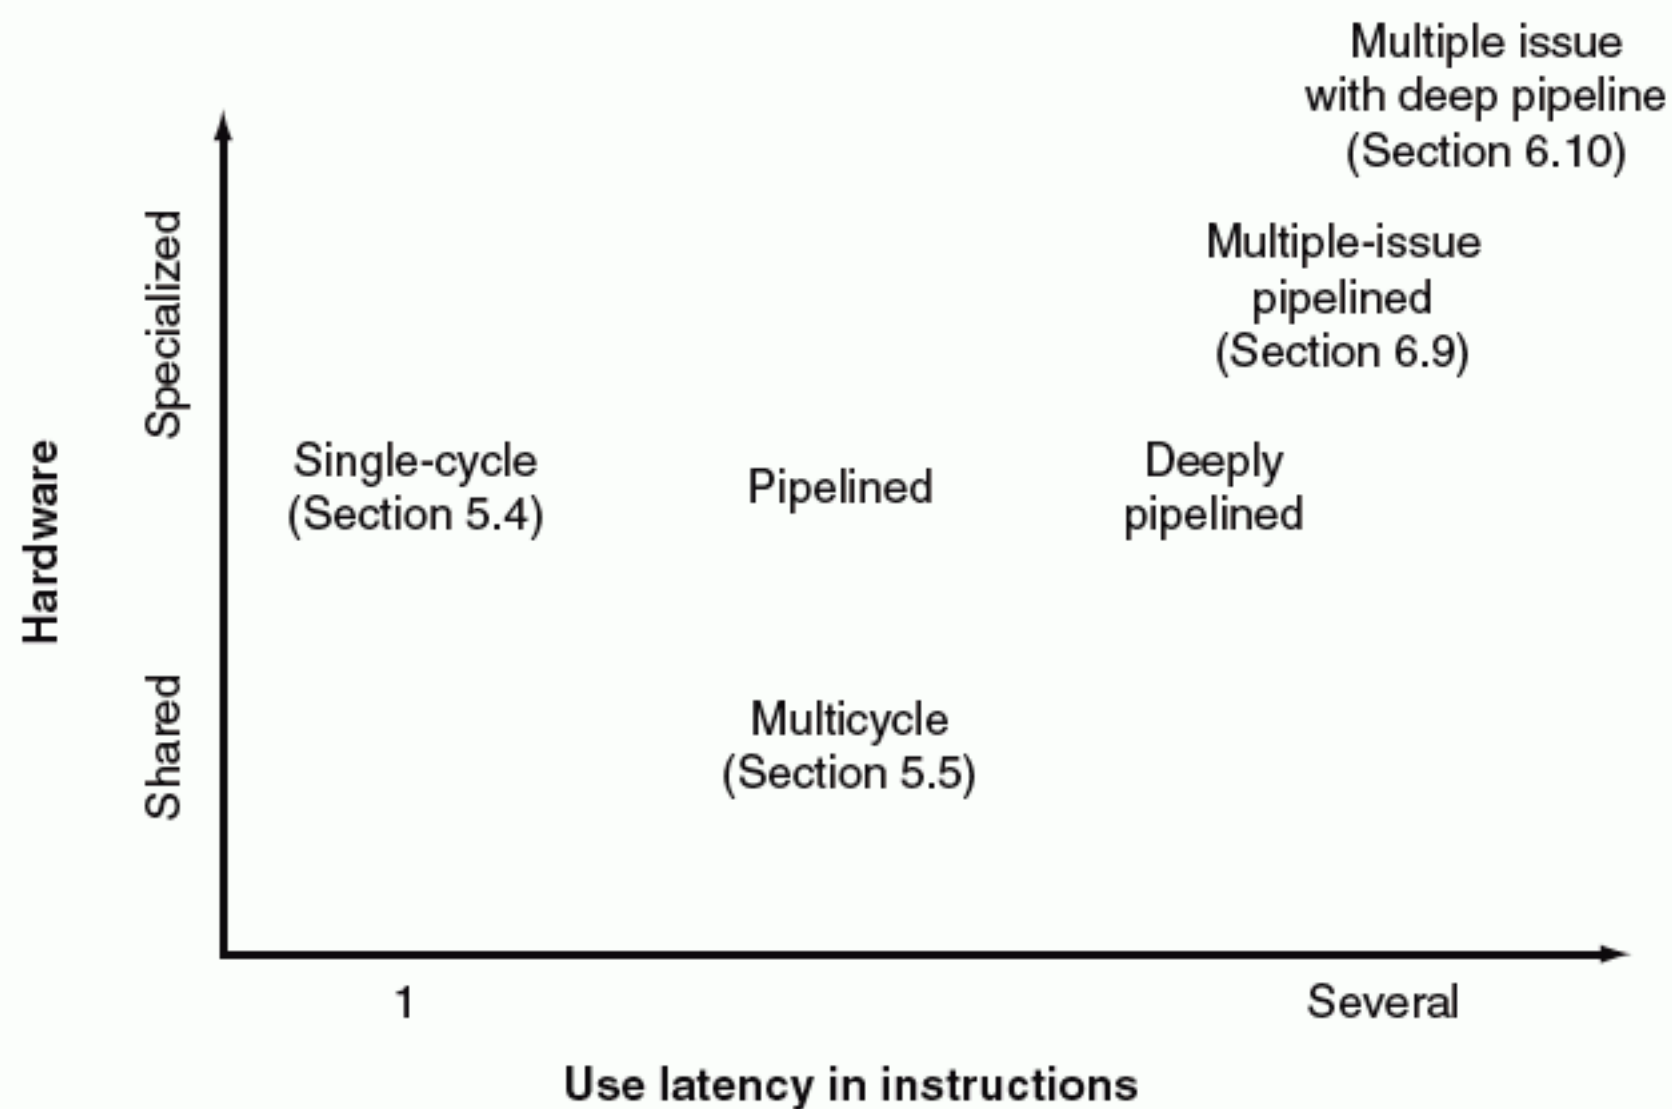 Multiple issue
with deep pipeline
(Section 6.10)
Multiple-issue
pipelined
(Section 6.9)
Specialized
Single-cycle
(Section 5.4)
Pipelined
Deeply
pipelined
Hardware
Shared
Multicycle
(Section 5.5)
1
Several
Use latency in instructions